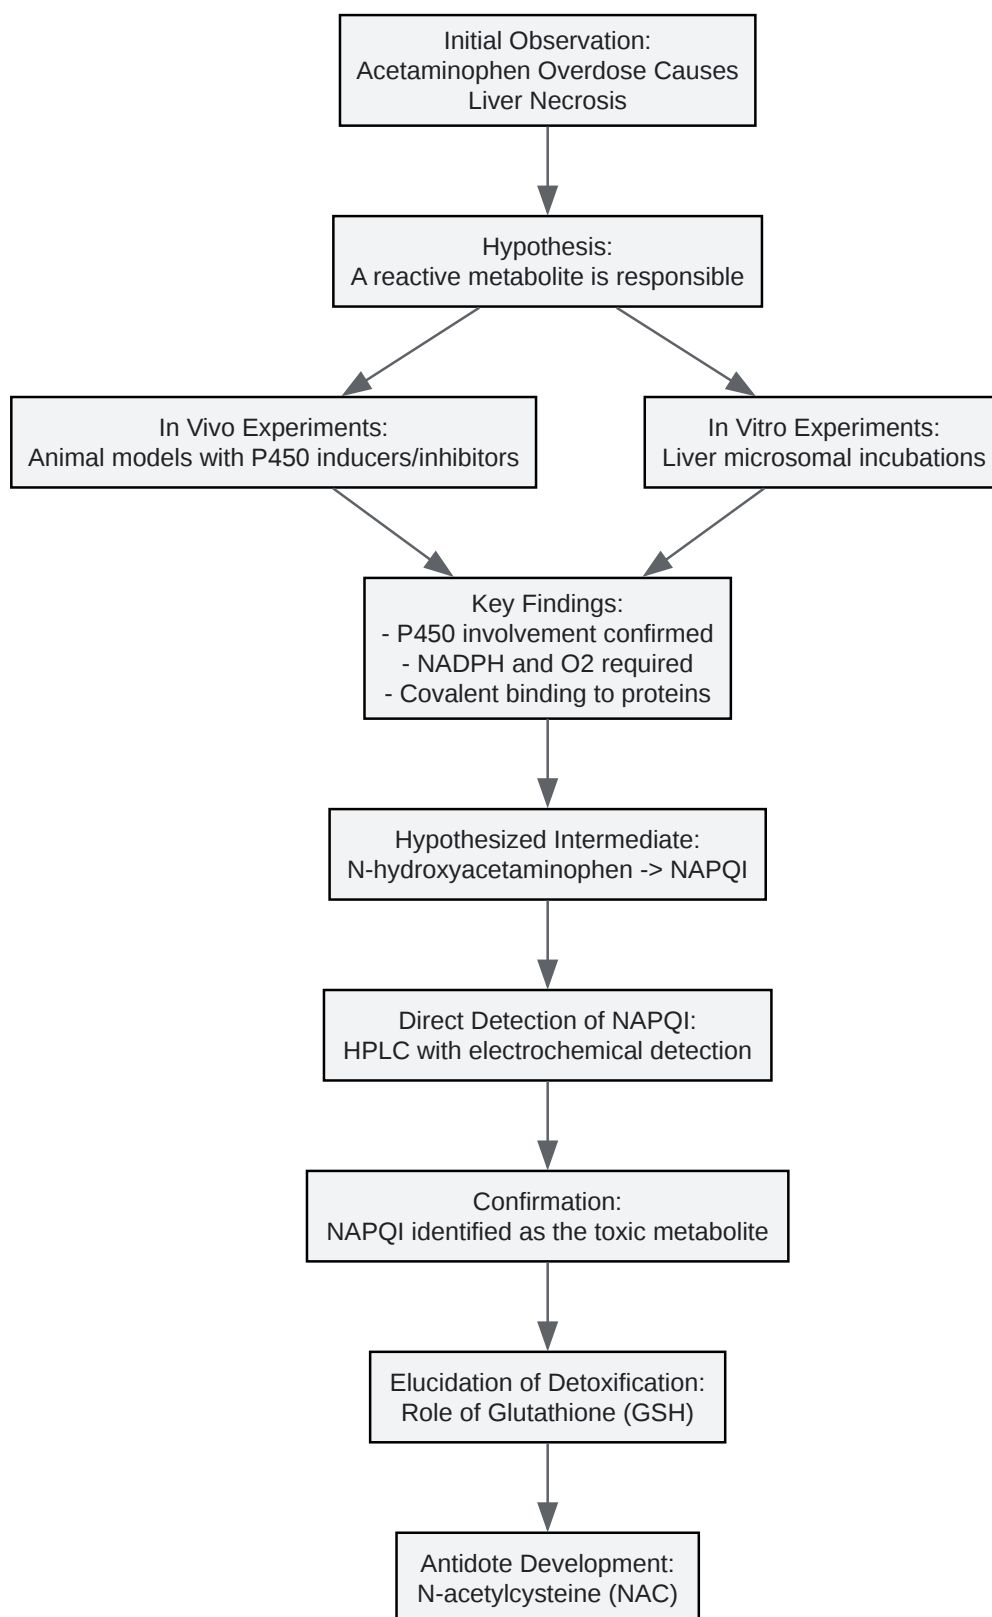 Initial Observation:
Acetaminophen Overdose Causes
Liver Necrosis
Hypothesis:
A reactive metabolite is responsible
In Vivo Experiments:
Animal models with P450 inducers/inhibitors
In Vitro Experiments:
Liver microsomal incubations
Key Findings:
- P450 involvement confirmed
- NADPH and O2 required
- Covalent binding to proteins
Hypothesized Intermediate:
N-hydroxyacetaminophen -> NAPQI
Direct Detection of NAPQI:
HPLC with electrochemical detection
Confirmation:
NAPQI identified as the toxic metabolite
Elucidation of Detoxification:
Role of Glutathione (GSH)
Antidote Development:
N-acetylcysteine (NAC)